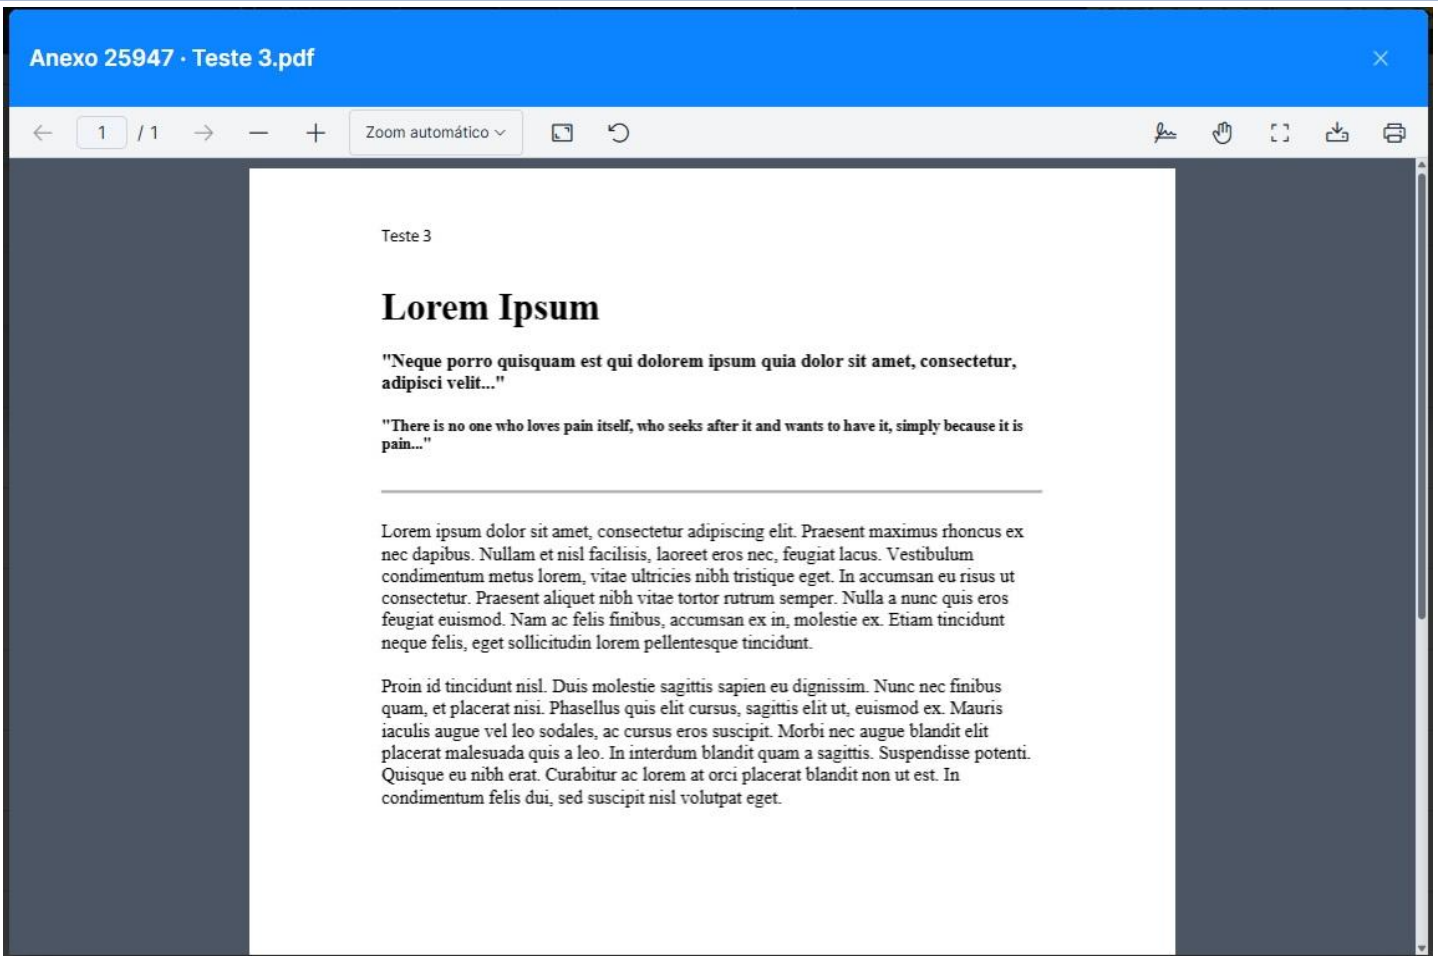 Anexo 25947 · Teste 3.pdf
1 / 1 Zoom automático
Teste 3
Lorem Ipsum
"Neque porro quisquam est qui dolorem ipsum quia dolor sit amet, consectetur,
adipisci velit..."
"There is no one who loves pain itself, who seeks after it and wants to have it, simply because it is
pain..."
Lorem ipsum dolor sit amet, consectetur adipiscing elit. Praesent maximus rhoncus ex
nec dapibus. Nullam et nisl facilisis, laoreet eros nec, feugiat lacus. Vestibulum
condimentum metus lorem, vitae ultricies nibh tristique eget. In accumsan eu risus ut
consectetur. Praesent aliquet nibh vitae tortor rutrum semper. Nulla a nunc quis eros
feugiat euismod. Nam ac felis finibus, accumsan ex in, molestie ex. Etiam tincidunt
neque felis, eget sollicitudin lorem pellentesque tincidunt.
Proin id tincidunt nisl. Duis molestie sagittis sapien eu dignissim. Nunc nec finibus
quam, et placerat nisi. Phasellus quis elit cursus, sagittis elit ut, euismod ex. Mauris
iaculis augue vel leo sodales, ac cursus eros suscipit. Morbi nec augue blandit elit
placerat malesuada quis a leo. In interdum blandit quam a sagittis. Suspendisse potenti.
Quisque eu nibh erat. Curabitur ac lorem at orci placerat blandit non ut est. In
condimentum felis dui, sed suscipit nisl volutpat eget.